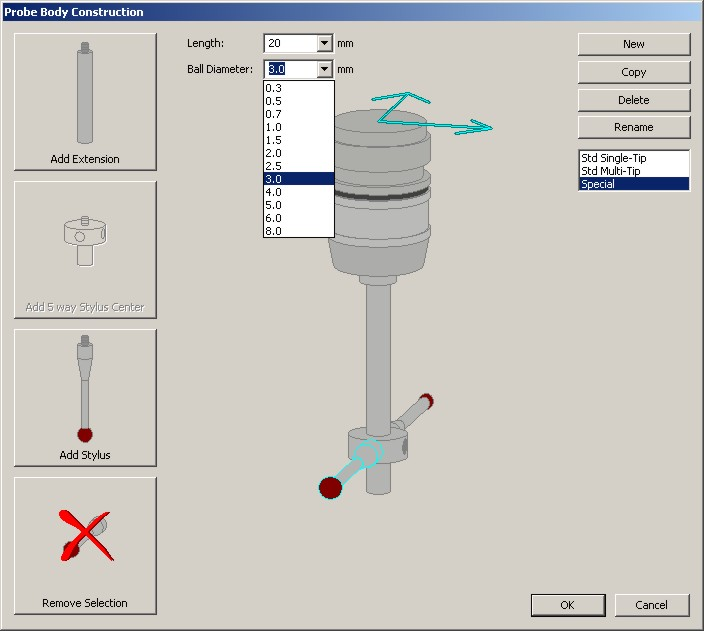 Probe Body Construction
Length: 20 mm
Ball Diameter: 3.0 mm
0.3
0.5
0.7
1.0
1.5
2.0
2.5
3.0
4.0
5.0
6.0
8.0
Add Extension
Add 5 way Stylus Center
Add Stylus
Remove Selection
New
Copy
Delete
Rename
Std Single-Tip
Std Multi-Tip
Special
OK
Cancel